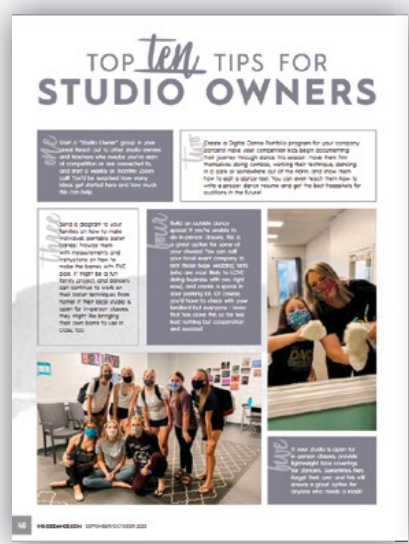 TOP ten TIPS FOR
STUDIO OWNERS
one
Start a "Studio Owner" group in your
area! Reach out to other studio owners
and teachers who maybe you've seen
at competition or are connected to,
and start a weekly or monthly Zoom
call! You'll be surprised how many
ideas get started here and how much
this can help.
two
Create a Digital Dance Portfolio program for your company
dancers! Have your competition kids begin documenting
their journey through dance this season. Have them film
themselves doing combos, working their technique, dancing
in a park or somewhere out of the norm, and show them
how to edit a dance reel. You can even teach them how to
write a proper dance resume and get the best headshots for
auditions in the future!
three
Send a diagram to your
families on how to make
individual, portable ballet
barres. Provide them
with measurements and
instructions on how to
make the barres with PVC
pipe. It might be a fun
family project, and dancers
can continue to work on
their ballet techniques from
home! If their local studio is
open for in-person classes,
they might like bringing
their own barre to use in
class, too.
four
Build an outside dance
space! If you're unable to
do in-person classes, this is
a great option for some of
your classes! You can call
your local event company to
rent those huge wedding tents
(who are most likely to LOVE
doing business with you right
now), and create a space in
your parking lot. Of course,
you'll have to check with your
landlord but everyone I know
that has done this so far has
had nothing but cooperation
and success!
five
If your studio is open for
in-person classes, provide
lightweight face coverings
for dancers. Sometimes they
forget their own and this will
ensure a great option for
anyone who needs a mask!
48 INSIDEDANCE.COM SEPTEMBER/OCTOBER 2020